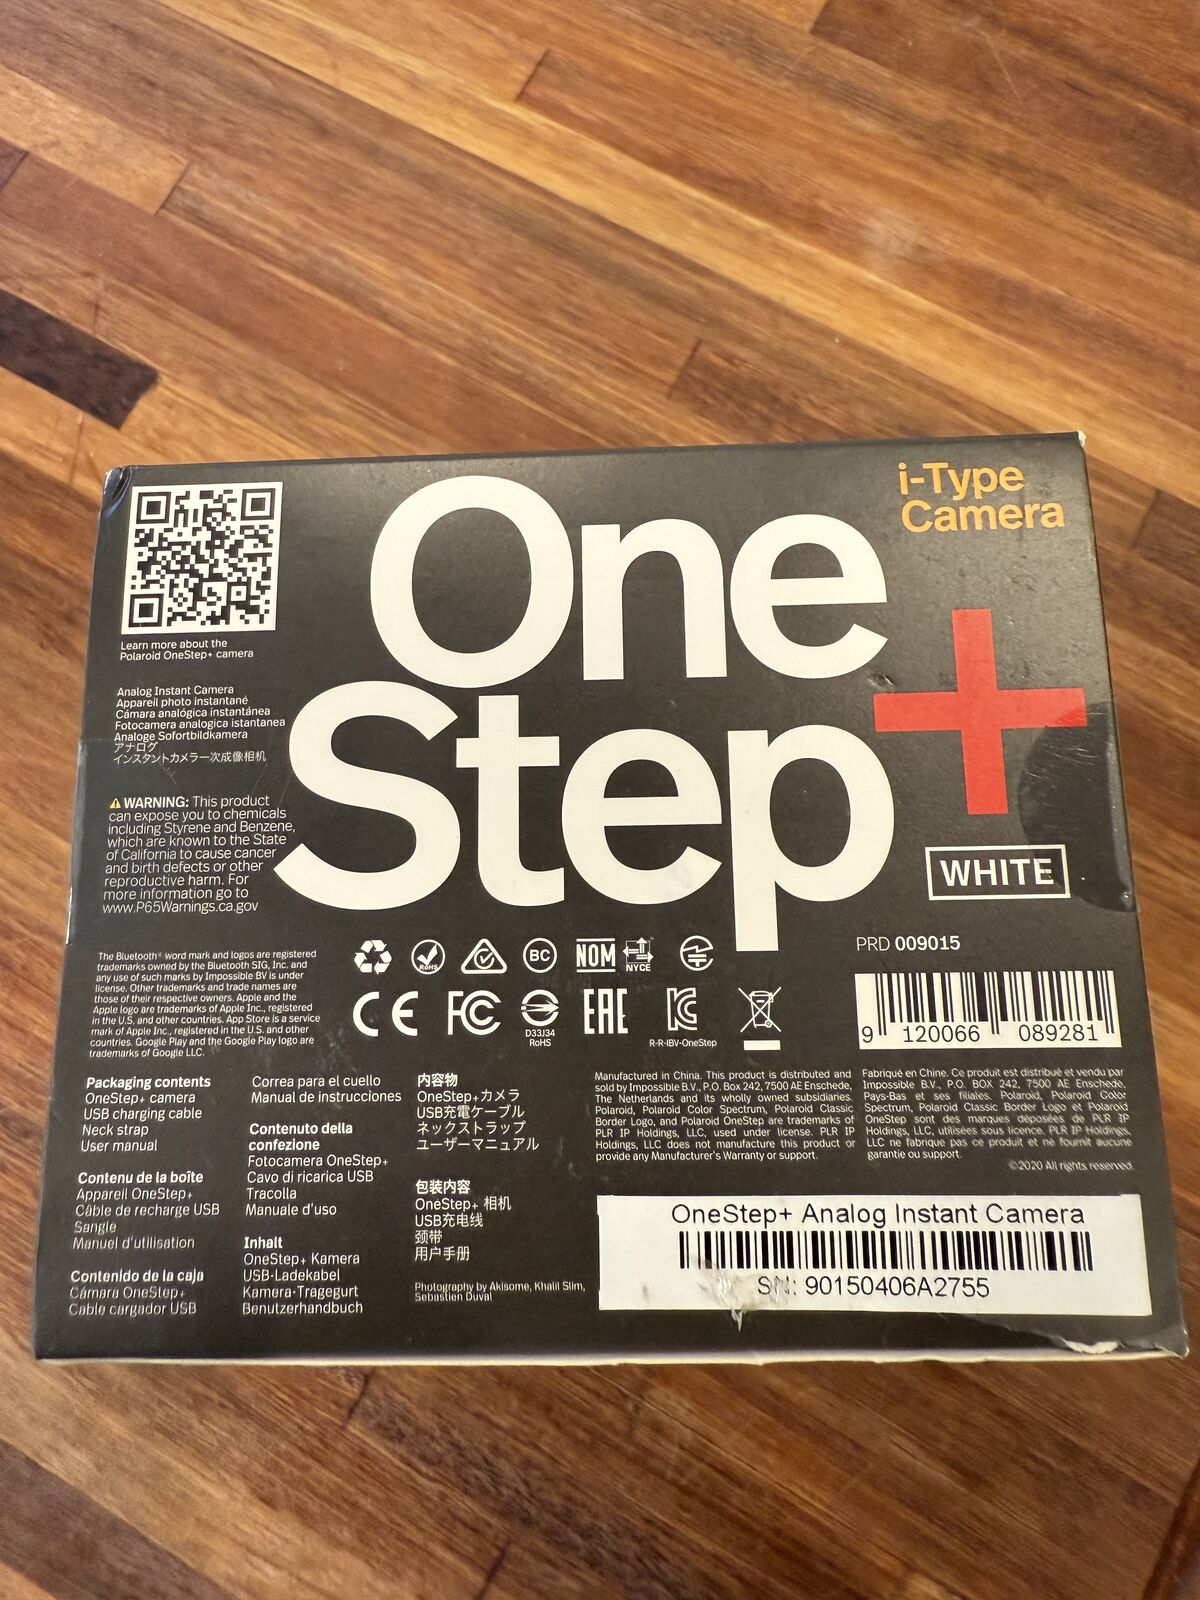 One
Step+
i-Type
Camera
WHITE
Learn more about the
Polaroid OneStep+ camera
Analog Instant Camera
Appareil photo instantané
Cámara analógica instantánea
Fotocamera analogica istantanea
Analoge Sofortbildkamera
アナログ
インスタントカメラ一次成像相机
⚠ WARNING: This product
can expose you to chemicals
including Styrene and Benzene,
which are known to the State
of California to cause cancer
and birth defects or other
reproductive harm. For
more information go to
www.P65Warnings.ca.gov
The Bluetooth® word mark and logos are registered
trademarks owned by the Bluetooth SIG, Inc. and
any use of such marks by Impossible BV is under
license. Other trademarks and trade names are
those of their respective owners. Apple and the
Apple logo are trademarks of Apple Inc., registered
in the U.S. and other countries. App Store is a service
mark of Apple Inc., registered in the U.S. and other
countries. Google Play and the Google Play logo are
trademarks of Google LLC.
RoHS
BC
NOM
NYCE
CE
FC
D33J34
RoHS
EAC
R-R-IBV-OneStep
PRD 009015
9 120066 089281
Packaging contents
OneStep+ camera
USB charging cable
Neck strap
User manual
Contenu de la boîte
Appareil OneStep+
Câble de recharge USB
Sangle
Manuel d'utilisation
Contenido de la caja
Cámara OneStep+
Cable cargador USB
Correa para el cuello
Manual de instrucciones
Contenuto della
confezione
Fotocamera OneStep+
Cavo di ricarica USB
Tracolla
Manuale d'uso
Inhalt
OneStep+ Kamera
USB-Ladekabel
Kamera-Tragegurt
Benutzerhandbuch
内容物
OneStep+カメラ
USB充電ケーブル
ネックストラップ
ユーザーマニュアル
包装内容
OneStep+ 相机
USB充电线
颈带
用户手册
Photography by Akisome, Khalil Slim,
Sebastien Duval
Manufactured in China. This product is distributed and
sold by Impossible B.V., P.O. Box 242, 7500 AE Enschede,
The Netherlands and its wholly owned subsidiaries.
Polaroid, Polaroid Color Spectrum, Polaroid Classic
Border Logo, and Polaroid OneStep are trademarks of
PLR IP Holdings, LLC, used under license. PLR IP
Holdings, LLC does not manufacture this product or
provide any Manufacturer's Warranty or support.
Fabriqué en Chine. Ce produit est distribué et vendu par
Impossible B.V., P.O. BOX 242, 7500 AE Enschede,
Pays-Bas et ses filiales. Polaroid, Polaroid Color
Spectrum, Polaroid Classic Border Logo et Polaroid
OneStep sont des marques déposées de PLR IP
Holdings, LLC, utilisées sous licence. PLR IP Holdings,
LLC ne fabrique pas ce produit et ne fournit aucune
garantie ou support.
©2020 All rights reserved.
OneStep+ Analog Instant Camera
SN: 90150406A2755